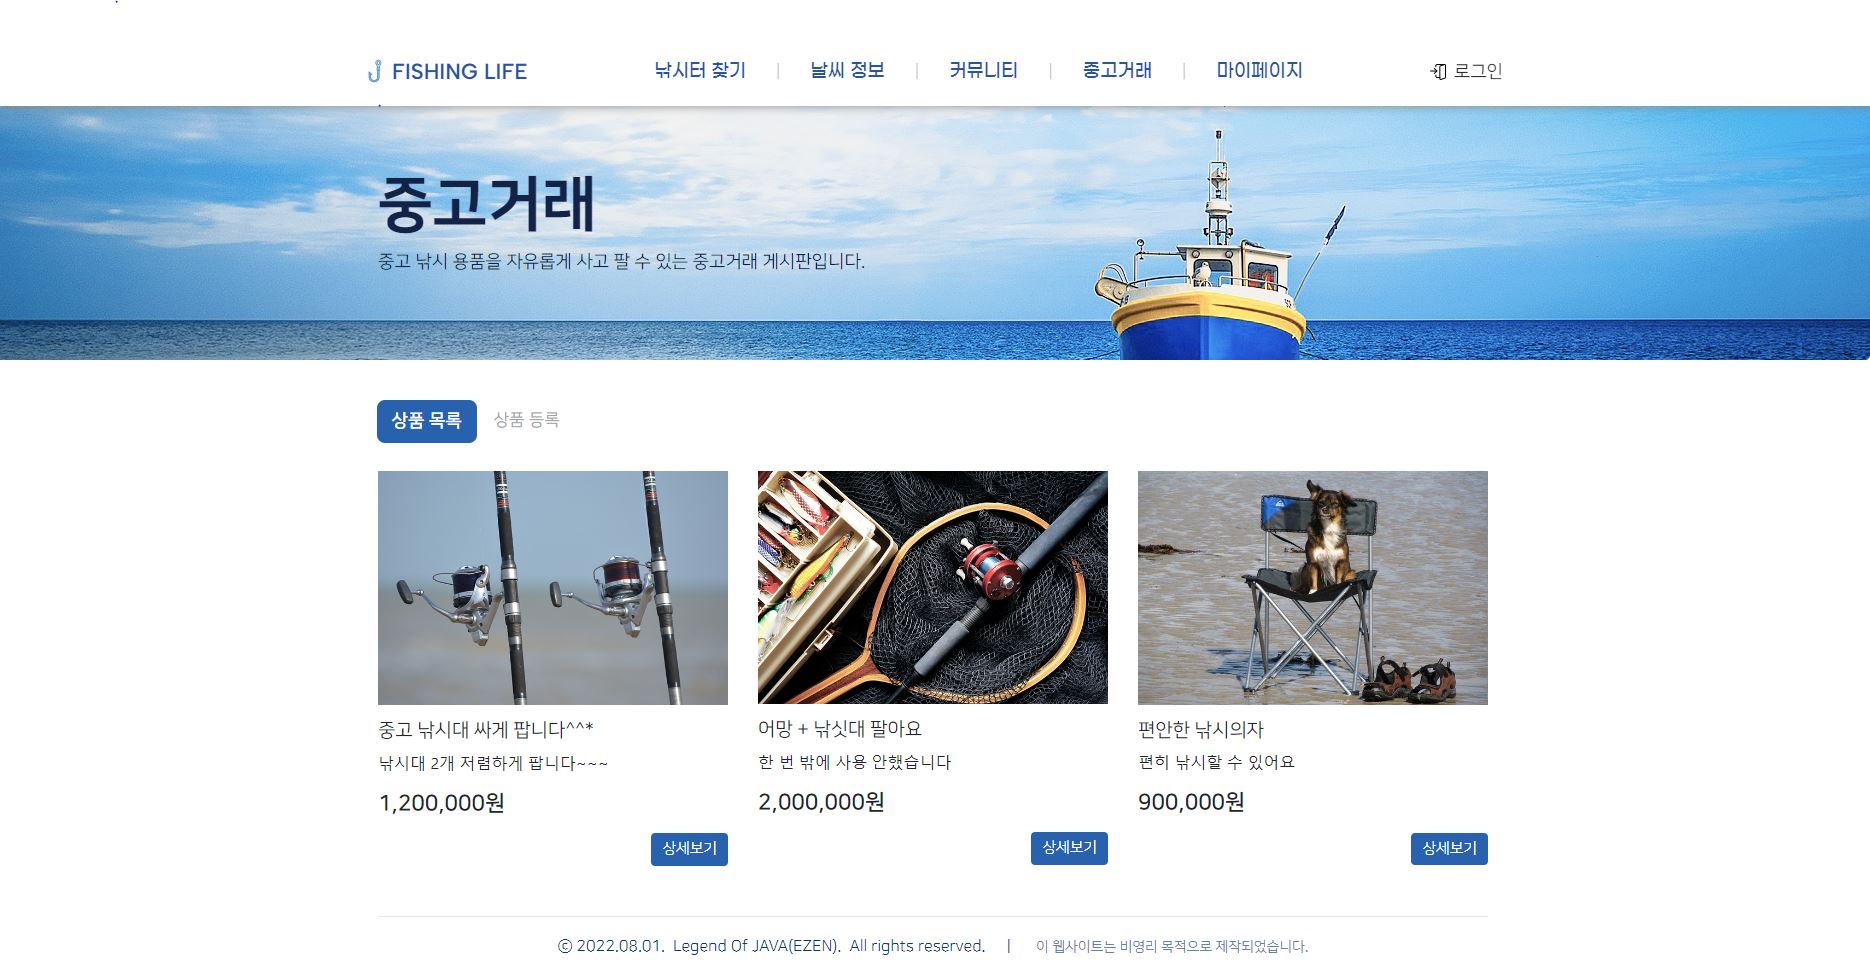 FISHING LIFE
낚시터 찾기 | 날씨 정보 | 커뮤니티 | 중고거래 | 마이페이지
로그인
중고거래
중고 낚시 용품을 자유롭게 사고 팔 수 있는 중고거래 게시판입니다.
상품 목록
상품 등록
중고 낚시대 싸게 팝니다^^*
낚시대 2개 저렴하게 팝니다~~~
1,200,000원
상세보기
어망 + 낚싯대 팔아요
한 번 밖에 사용 안했습니다
2,000,000원
상세보기
편안한 낚시의자
편히 낚시할 수 있어요
900,000원
상세보기
ⓒ 2022.08.01. Legend Of JAVA(EZEN). All rights reserved. | 이 웹사이트는 비영리 목적으로 제작되었습니다.